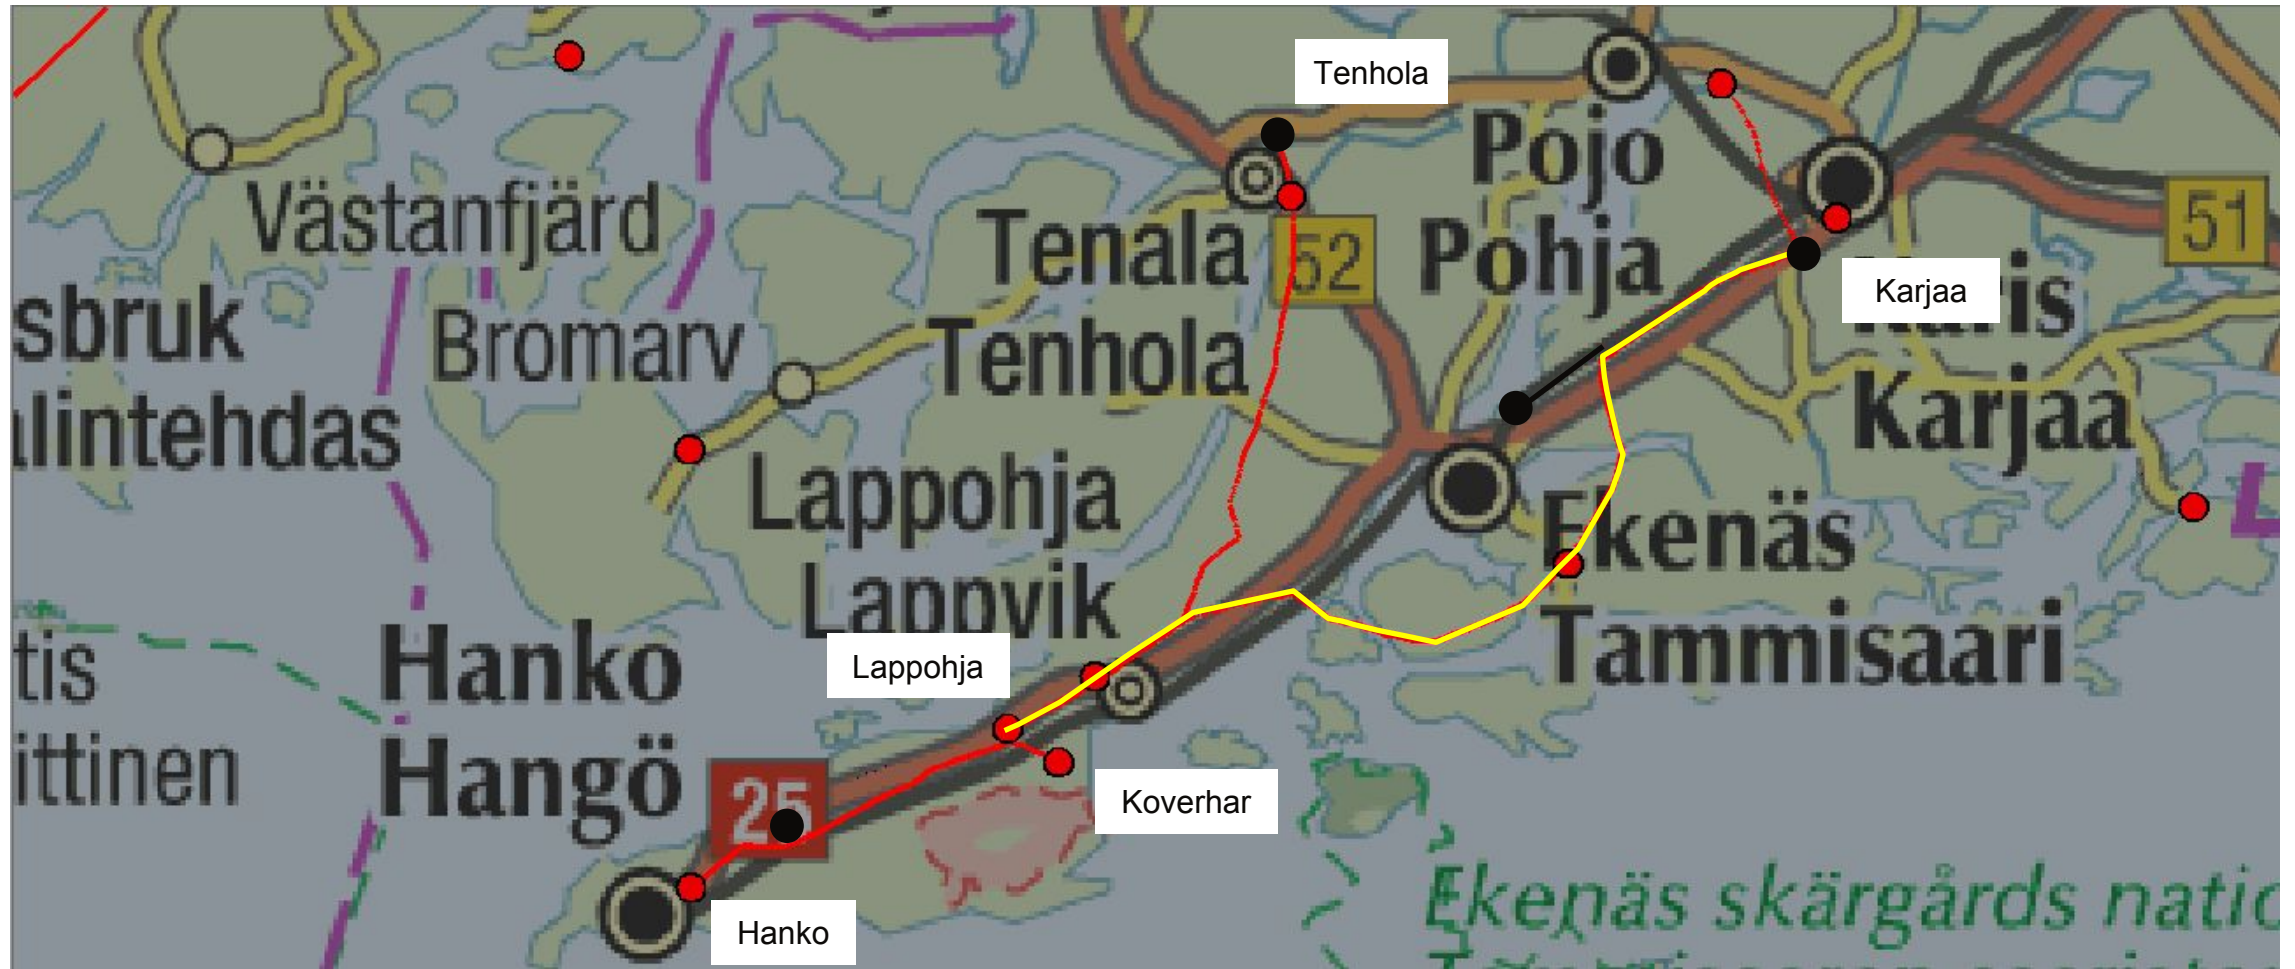 Tenhola
Pojo
Pohja
Västanfjärd
Tenala
Tenhola
52
51
Karjaa
Karjaa
sbruk
Bromarv
alintehdas
Lappohja
Lappvik
Ekenäs
Tammisaari
Hanko
Hangö
Lappohja
tis
ittinen
25
Koverhar
Hanko
Ekenäs skärgårds natio